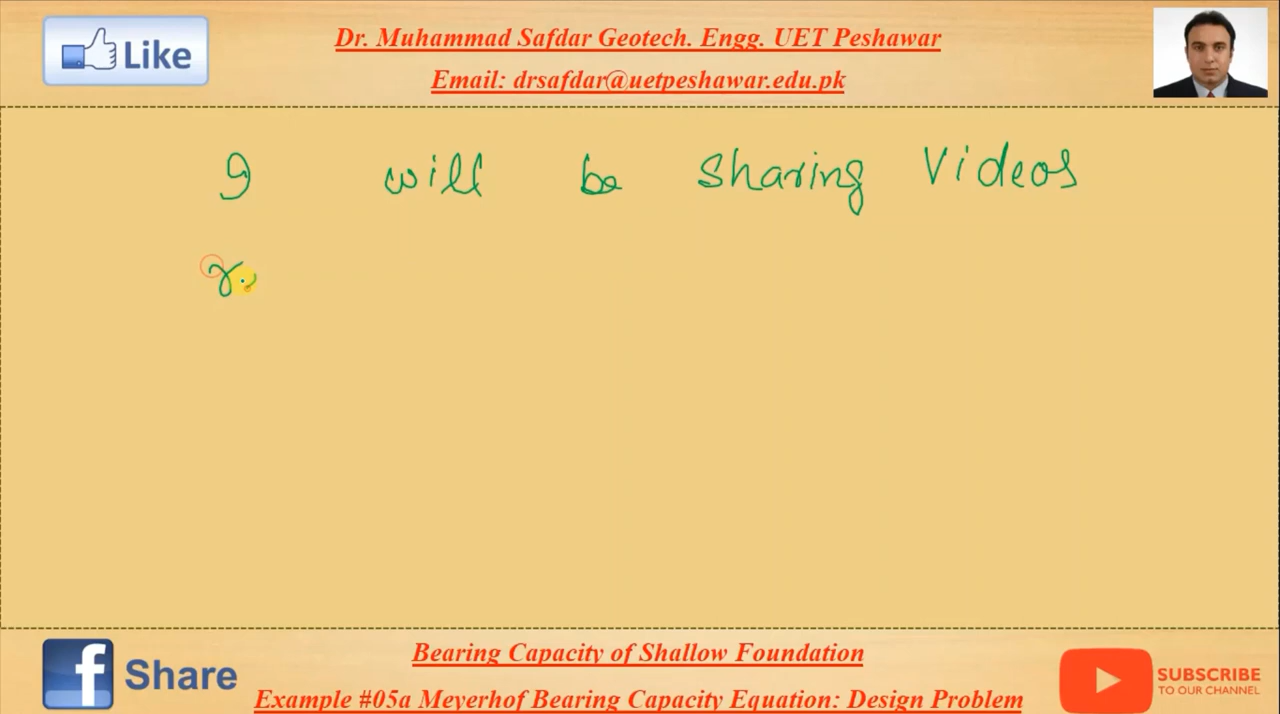 Like
Dr. Muhammad Safdar Geotech. Engg. UET Peshawar
Email: drsafdar@uetpeshawar.edu.pk
I will be Sharing Videos
f Share
Bearing Capacity of Shallow Foundation
Example #05a Meyerhof Bearing Capacity Equation: Design Problem
SUBSCRIBE
TO OUR CHANNEL